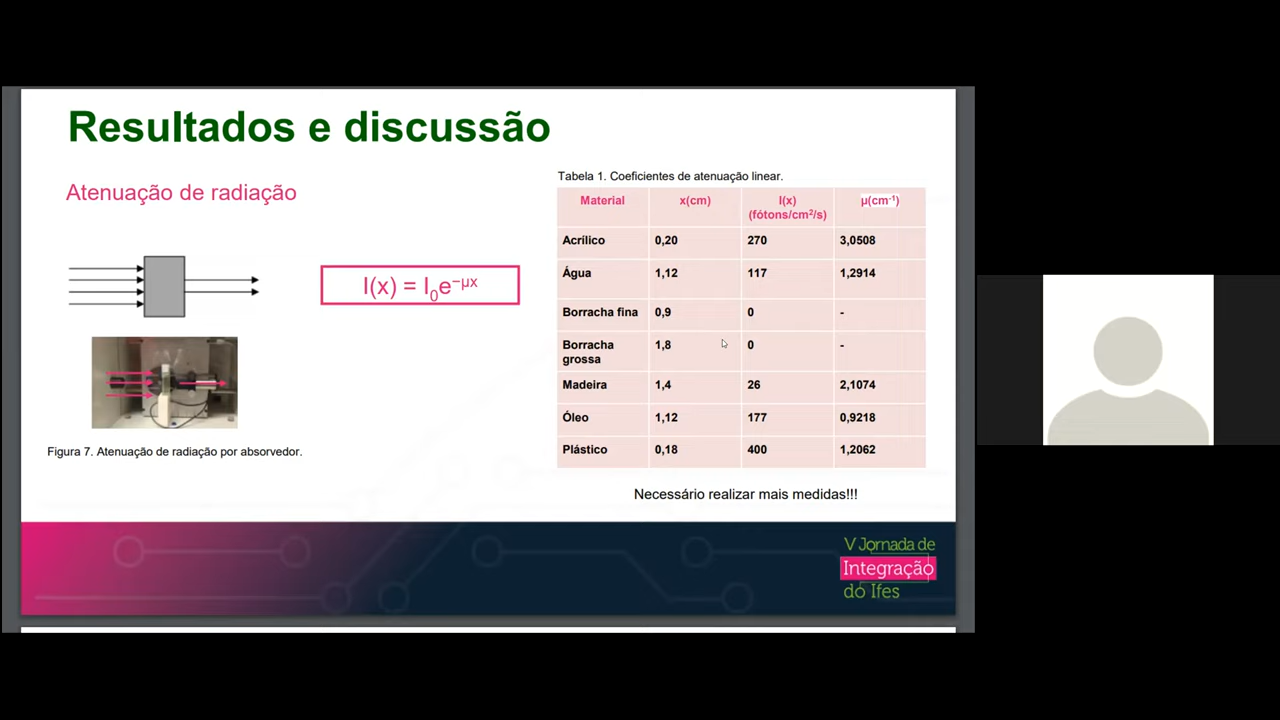 Resultados e discussão
Atenuação de radiação
I(x) = I₀e⁻μx
Figura 7. Atenuação de radiação por absorvedor.
Tabela 1. Coeficientes de atenuação linear.
Material x(cm) I(x) (fótons/cm²/s) μ(cm⁻¹)
Acrílico 0,20 270 3,0508
Água 1,12 117 1,2914
Borracha fina 0,9 0 -
Borracha grossa 1,8 0 -
Madeira 1,4 26 2,1074
Óleo 1,12 177 0,9218
Plástico 0,18 400 1,2062
Necessário realizar mais medidas!!!
V Jornada de
Integração
do Ifes